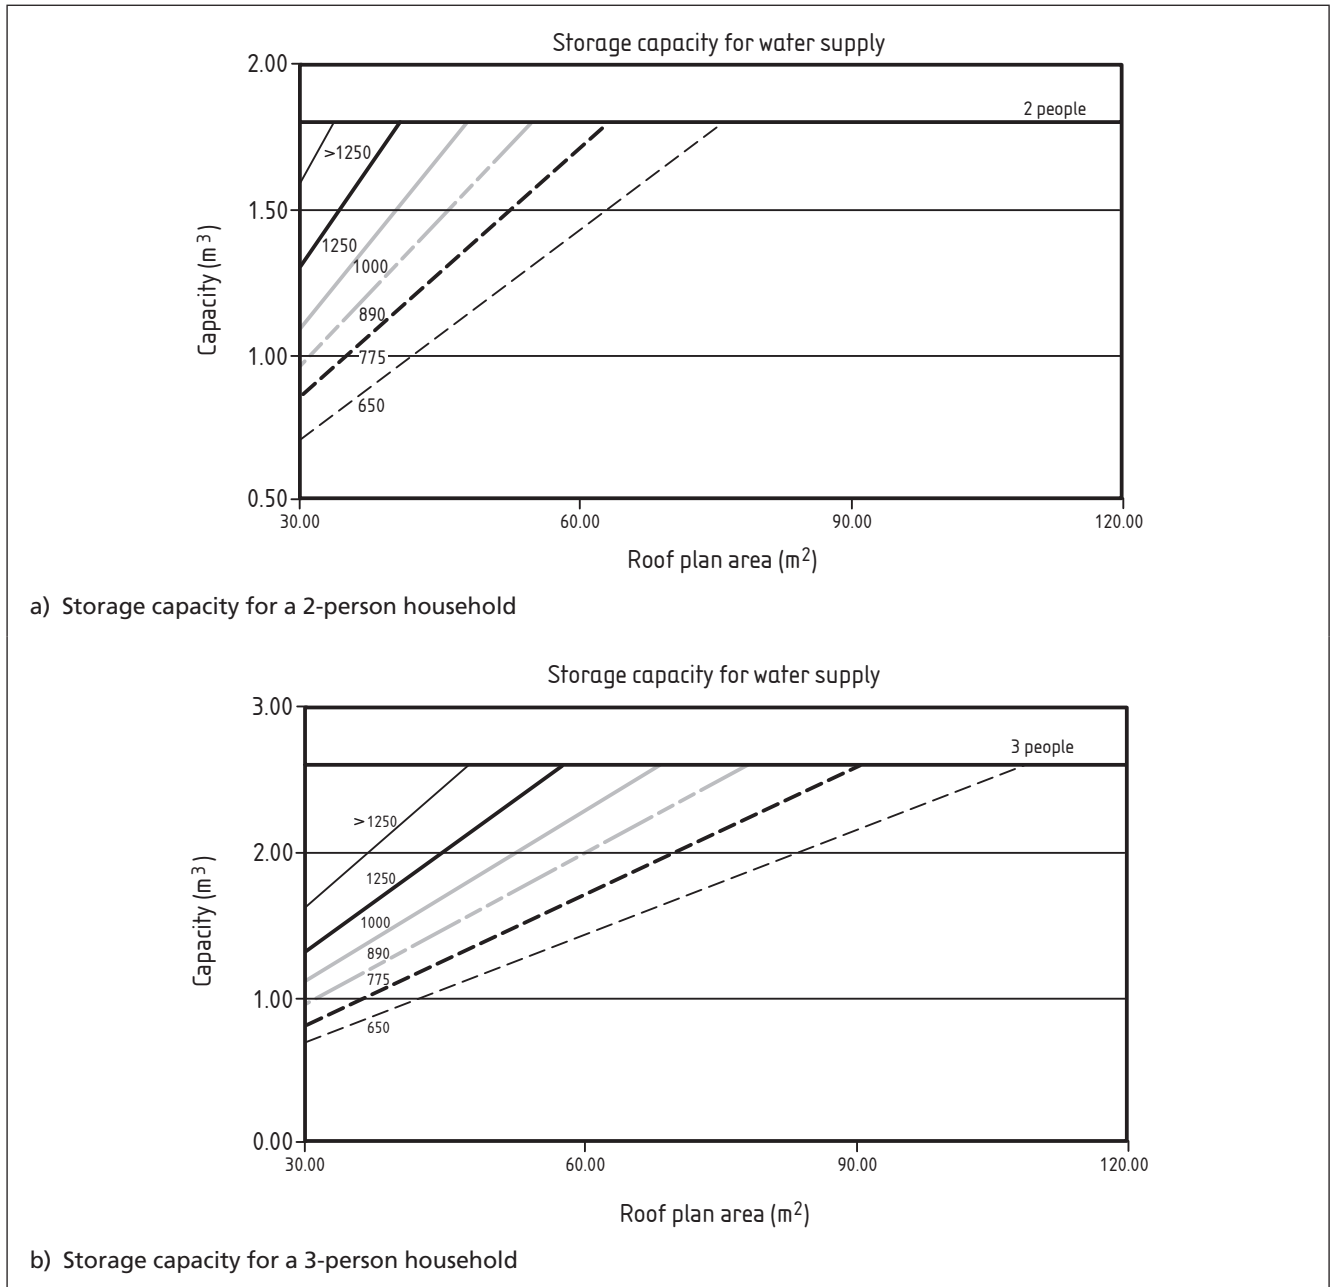 Storage capacity for water supply
2.00
2 people
>1250
1.50
1250
1000
890
1.00
775
650
0.50
30.00 60.00 90.00 120.00
Capacity (m³)
Roof plan area (m²)
a) Storage capacity for a 2-person household
Storage capacity for water supply
3.00
3 people
>1250
2.00
1250
1000
890
775
1.00
650
0.00
30.00 60.00 90.00 120.00
Capacity (m³)
Roof plan area (m²)
b) Storage capacity for a 3-person household